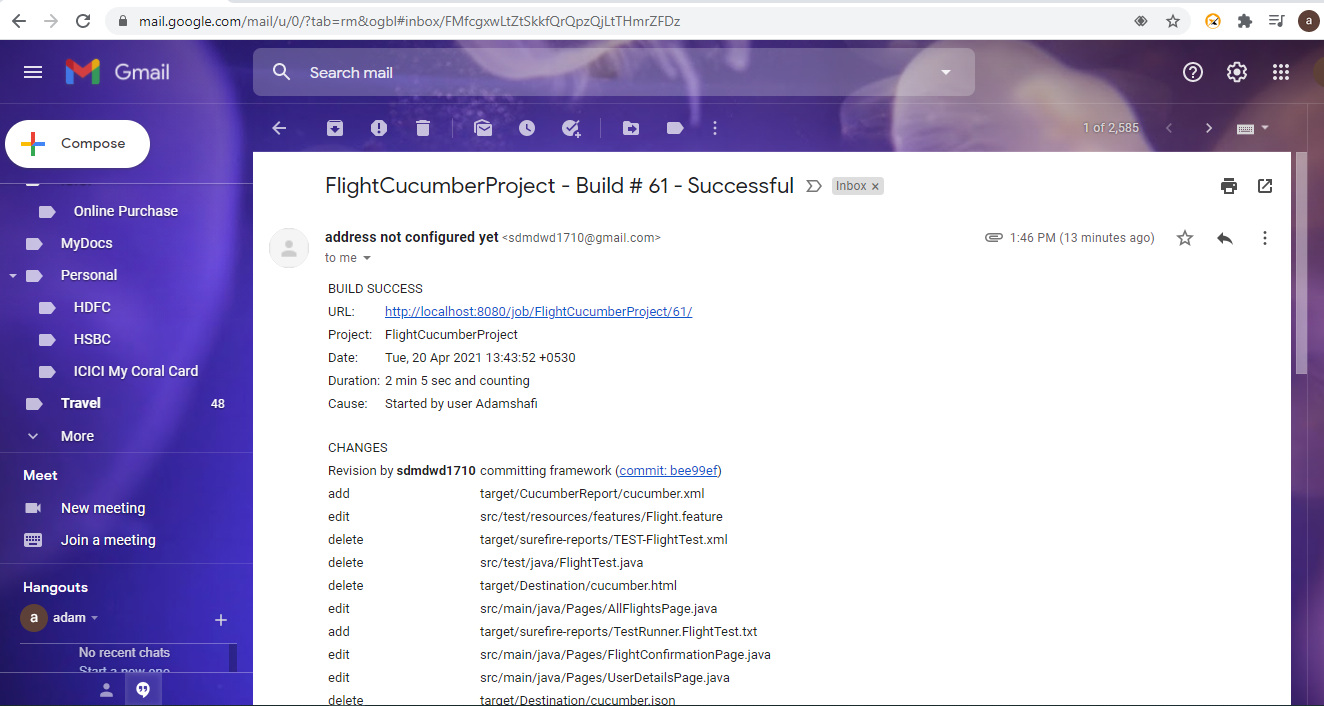 mail.google.com/mail/u/0/?tab=rm&ogbl#inbox/FMfcgxwLtZtSkkfQrQpzQjLtTHmrZFDz
a
Gmail
Search mail
Compose
1 of 2,585
Online Purchase
MyDocs
Personal
HDFC
HSBC
ICICI My Coral Card
Travel 48
More
Meet
New meeting
Join a meeting
Hangouts
a adam
No recent chats
Start a new one
FlightCucumberProject - Build # 61 - Successful Inbox x
address not configured yet <sdmdwd1710@gmail.com> 1:46 PM (13 minutes ago)
to me
BUILD SUCCESS
URL: http://localhost:8080/job/FlightCucumberProject/61/
Project: FlightCucumberProject
Date: Tue, 20 Apr 2021 13:43:52 +0530
Duration: 2 min 5 sec and counting
Cause: Started by user Adamshafi
CHANGES
Revision by sdmdwd1710 committing framework (commit: bee99ef)
add target/CucumberReport/cucumber.xml
edit src/test/resources/features/Flight.feature
delete target/surefire-reports/TEST-FlightTest.xml
delete src/test/java/FlightTest.java
delete target/Destination/cucumber.html
edit src/main/java/Pages/AllFlightsPage.java
add target/surefire-reports/TestRunner.FlightTest.txt
edit src/main/java/Pages/FlightConfirmationPage.java
edit src/main/java/Pages/UserDetailsPage.java
delete target/Destination/cucumber.json